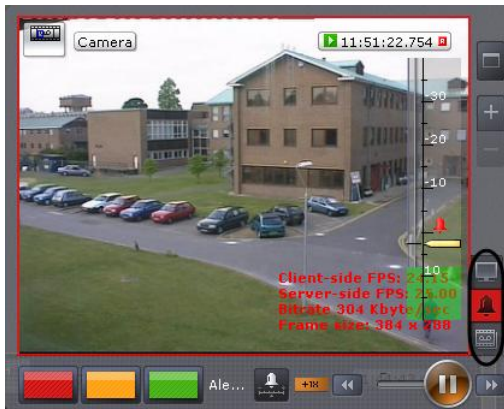 Camera
11:51:22.754 R
30
20
10
10
Client-side FPS: 24.15
Server-side FPS: 25.00
Bitrate 304 Kbyte/sec
Frame size: 384 x 288
Ale...
+1X